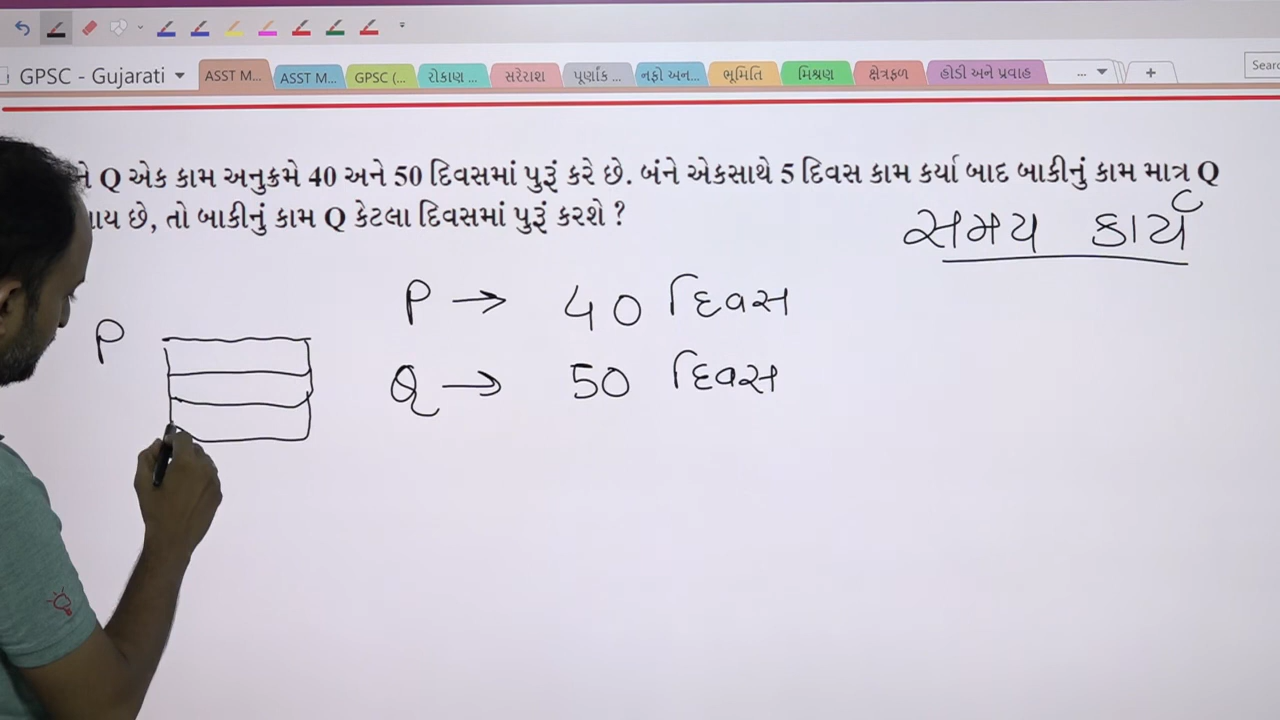 GPSC - Gujarati
ASST M...
ASST M...
GPSC (...
રોકાણ ...
સરેરાશ
પૂર્ણાંક ...
નફો અન...
ભૂમિતિ
મિશ્રણ
ક્ષેત્રફળ
હોડી અને પ્રવાહ
...
+
Q એક કામ અનુક્રમે 40 અને 50 દિવસમાં પુરૂં કરે છે. બંને એકસાથે 5 દિવસ કામ કર્યા બાદ બાકીનું કામ માત્ર Q
છે, તો બાકીનું કામ Q કેટલા દિવસમાં પુરૂં કરશે ?
સમય કાર્ય
P → 40 દિવસ
P
Q → 50 દિવસ